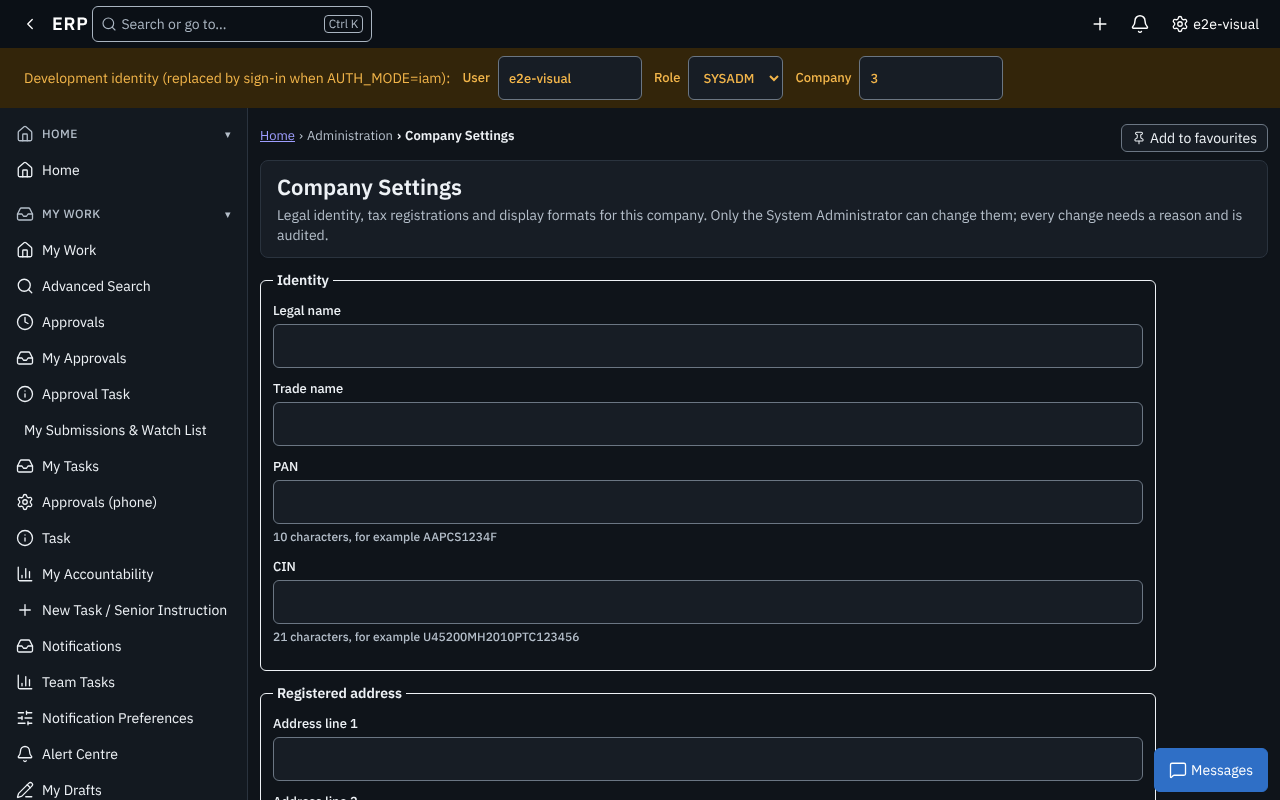 ERP
Search or go to...
Ctrl K
e2e-visual
Development identity (replaced by sign-in when AUTH_MODE=iam):
User
e2e-visual
Role
SYSADM
Company
3
HOME
Home
MY WORK
My Work
Advanced Search
Approvals
My Approvals
Approval Task
My Submissions & Watch List
My Tasks
Approvals (phone)
Task
My Accountability
New Task / Senior Instruction
Notifications
Team Tasks
Notification Preferences
Alert Centre
My Drafts
Home › Administration › Company Settings
Add to favourites
Company Settings
Legal identity, tax registrations and display formats for this company. Only the System Administrator can change them; every change needs a reason and is
audited.
Identity
Legal name
Trade name
PAN
10 characters, for example AAPCS1234F
CIN
21 characters, for example U45200MH2010PTC123456
Registered address
Address line 1
Address line 2
Messages